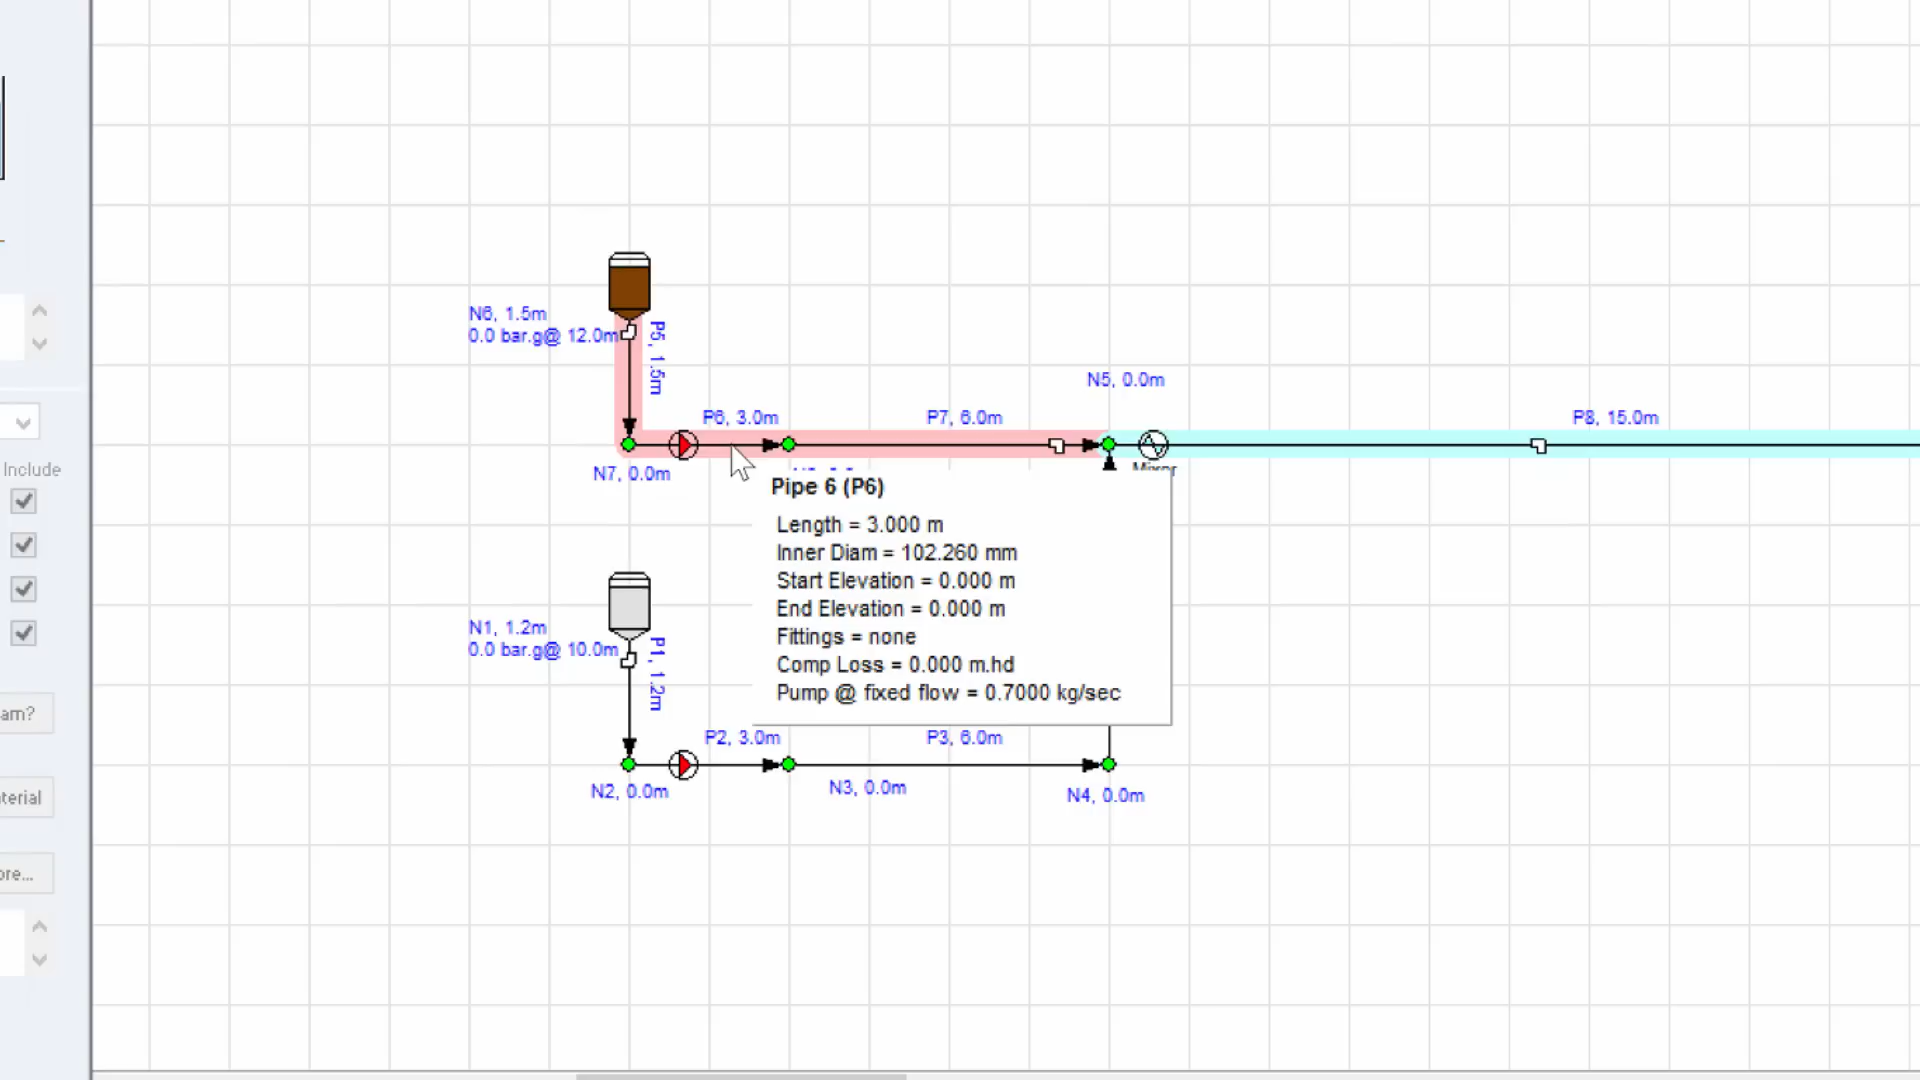 N6, 1.5m
0.0 bar.g@ 12.0m
P5, 1.5m
N5, 0.0m
P6, 3.0m
P7, 6.0m
P8, 15.0m
Include
N7, 0.0m
Pipe 6 (P6)
Length = 3.000 m
Inner Diam = 102.260 mm
Start Elevation = 0.000 m
End Elevation = 0.000 m
Fittings = none
Comp Loss = 0.000 m.hd
Pump @ fixed flow = 0.7000 kg/sec
N1, 1.2m
0.0 bar.g@ 10.0m
P1, 1.2m
am?
P2, 3.0m
P3, 6.0m
N2, 0.0m
N3, 0.0m
N4, 0.0m
terial
ore...